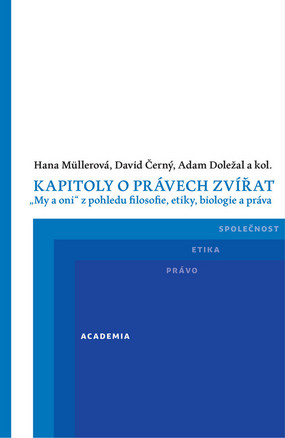 Hana Müllerová, David Černý, Adam Doležal a kol.
KAPITOLY O PRÁVECH ZVÍŘAT
„My a oni“ z pohledu filosofie, etiky, biologie a práva
SPOLEČNOST
ETIKA
PRÁVO
ACADEMIA